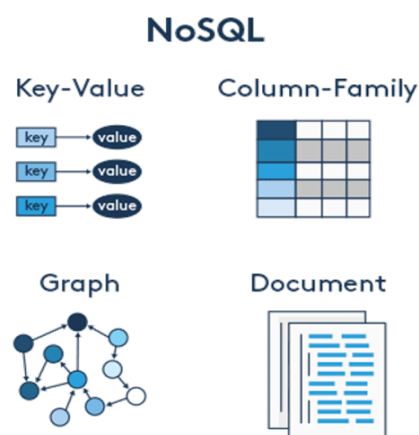 NoSQL
Key-Value
Column-Family
key value
key value
key value
Graph
Document